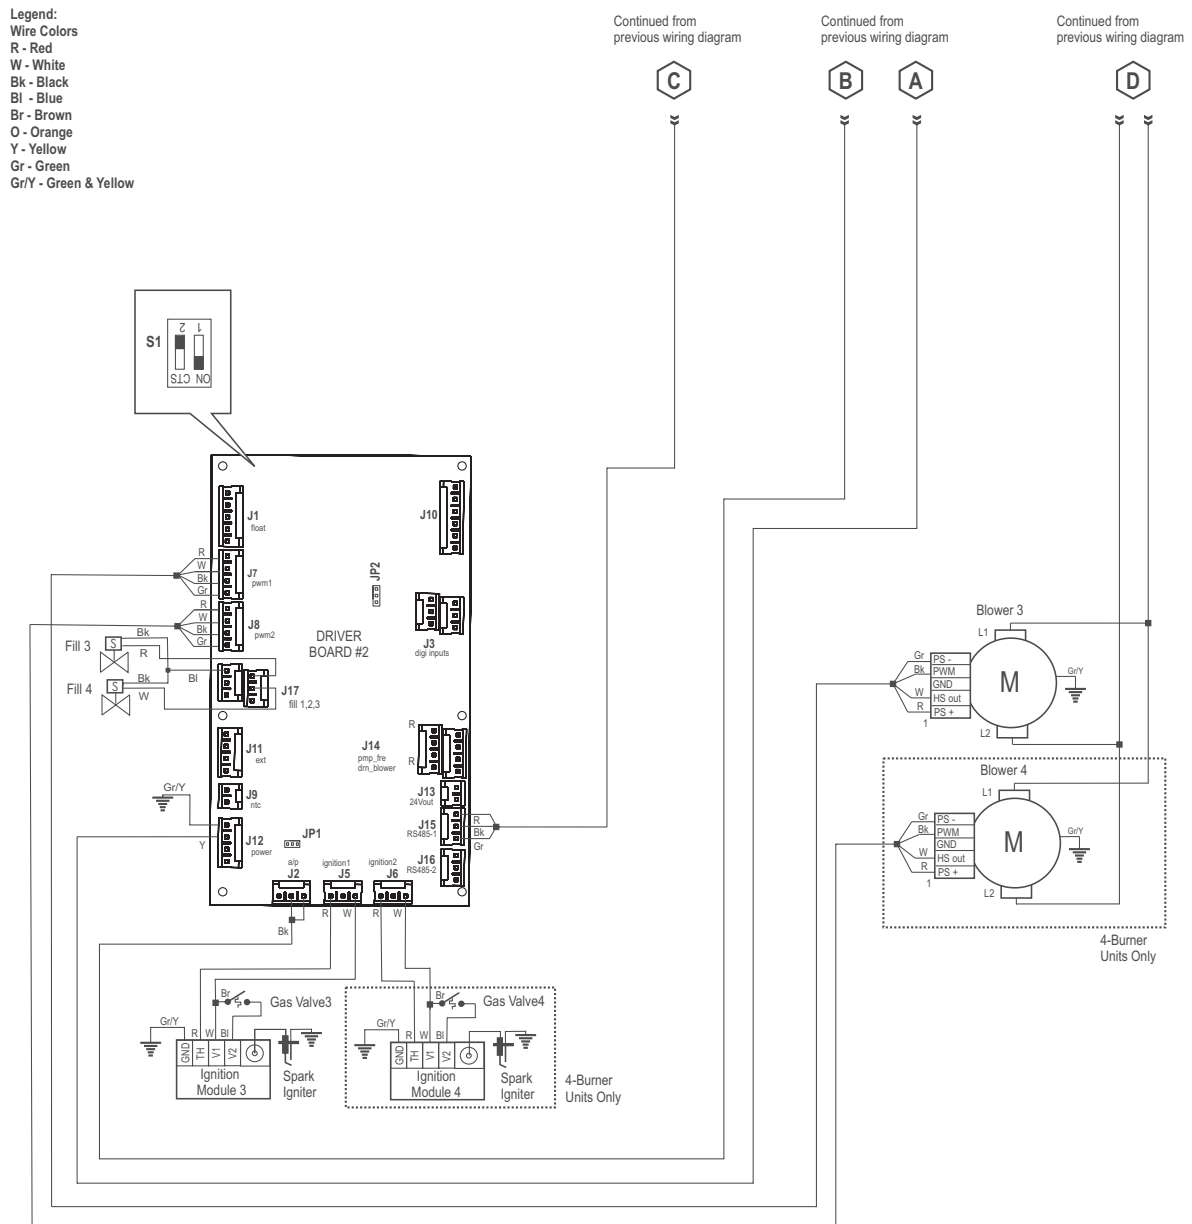 Legend:
Wire Colors
R - Red
W - White
Bk - Black
Bl - Blue
Br - Brown
O - Orange
Y - Yellow
Gr - Green
Gr/Y - Green & Yellow
Continued from
previous wiring diagram
C
Continued from
previous wiring diagram
B
A
Continued from
previous wiring diagram
D
S1
2 1
CTS ON
J1
float
J10
R
W
Bk
Gr
J7
pwm1
JP2
R
W
Bk
Gr
J8
pwm2
J3
digi inputs
DRIVER
BOARD #2
Fill 3
S
Bk
R
Fill 4
S
Bk
W
Bl
J17
fill 1,2,3
J11
ext
J14
pmp_fre
drn_blower
R
R
J9
ntc
J13
24Vout
Gr/Y
Y
J12
power
JP1
J15
RS485-1
R
Bk
Gr
J16
RS485-2
a/p
J2
ignition1
J5
ignition2
J6
Bk
R W
R W
Blower 3
L1
M
L2
Gr PS -
Bk PWM
GND
W HS out
R PS +
1
Gr/Y
Blower 4
L1
M
L2
Gr PS -
Bk PWM
GND
W HS out
R PS +
1
Gr/Y
4-Burner
Units Only
Br
Gas Valve3
Gr/Y
R W Bl
GND TH V1 V2
Ignition
Module 3
Spark
Igniter
Br
Gas Valve4
Gr/Y
R W Bl
GND TH V1 V2
Ignition
Module 4
Spark
Igniter
4-Burner
Units Only